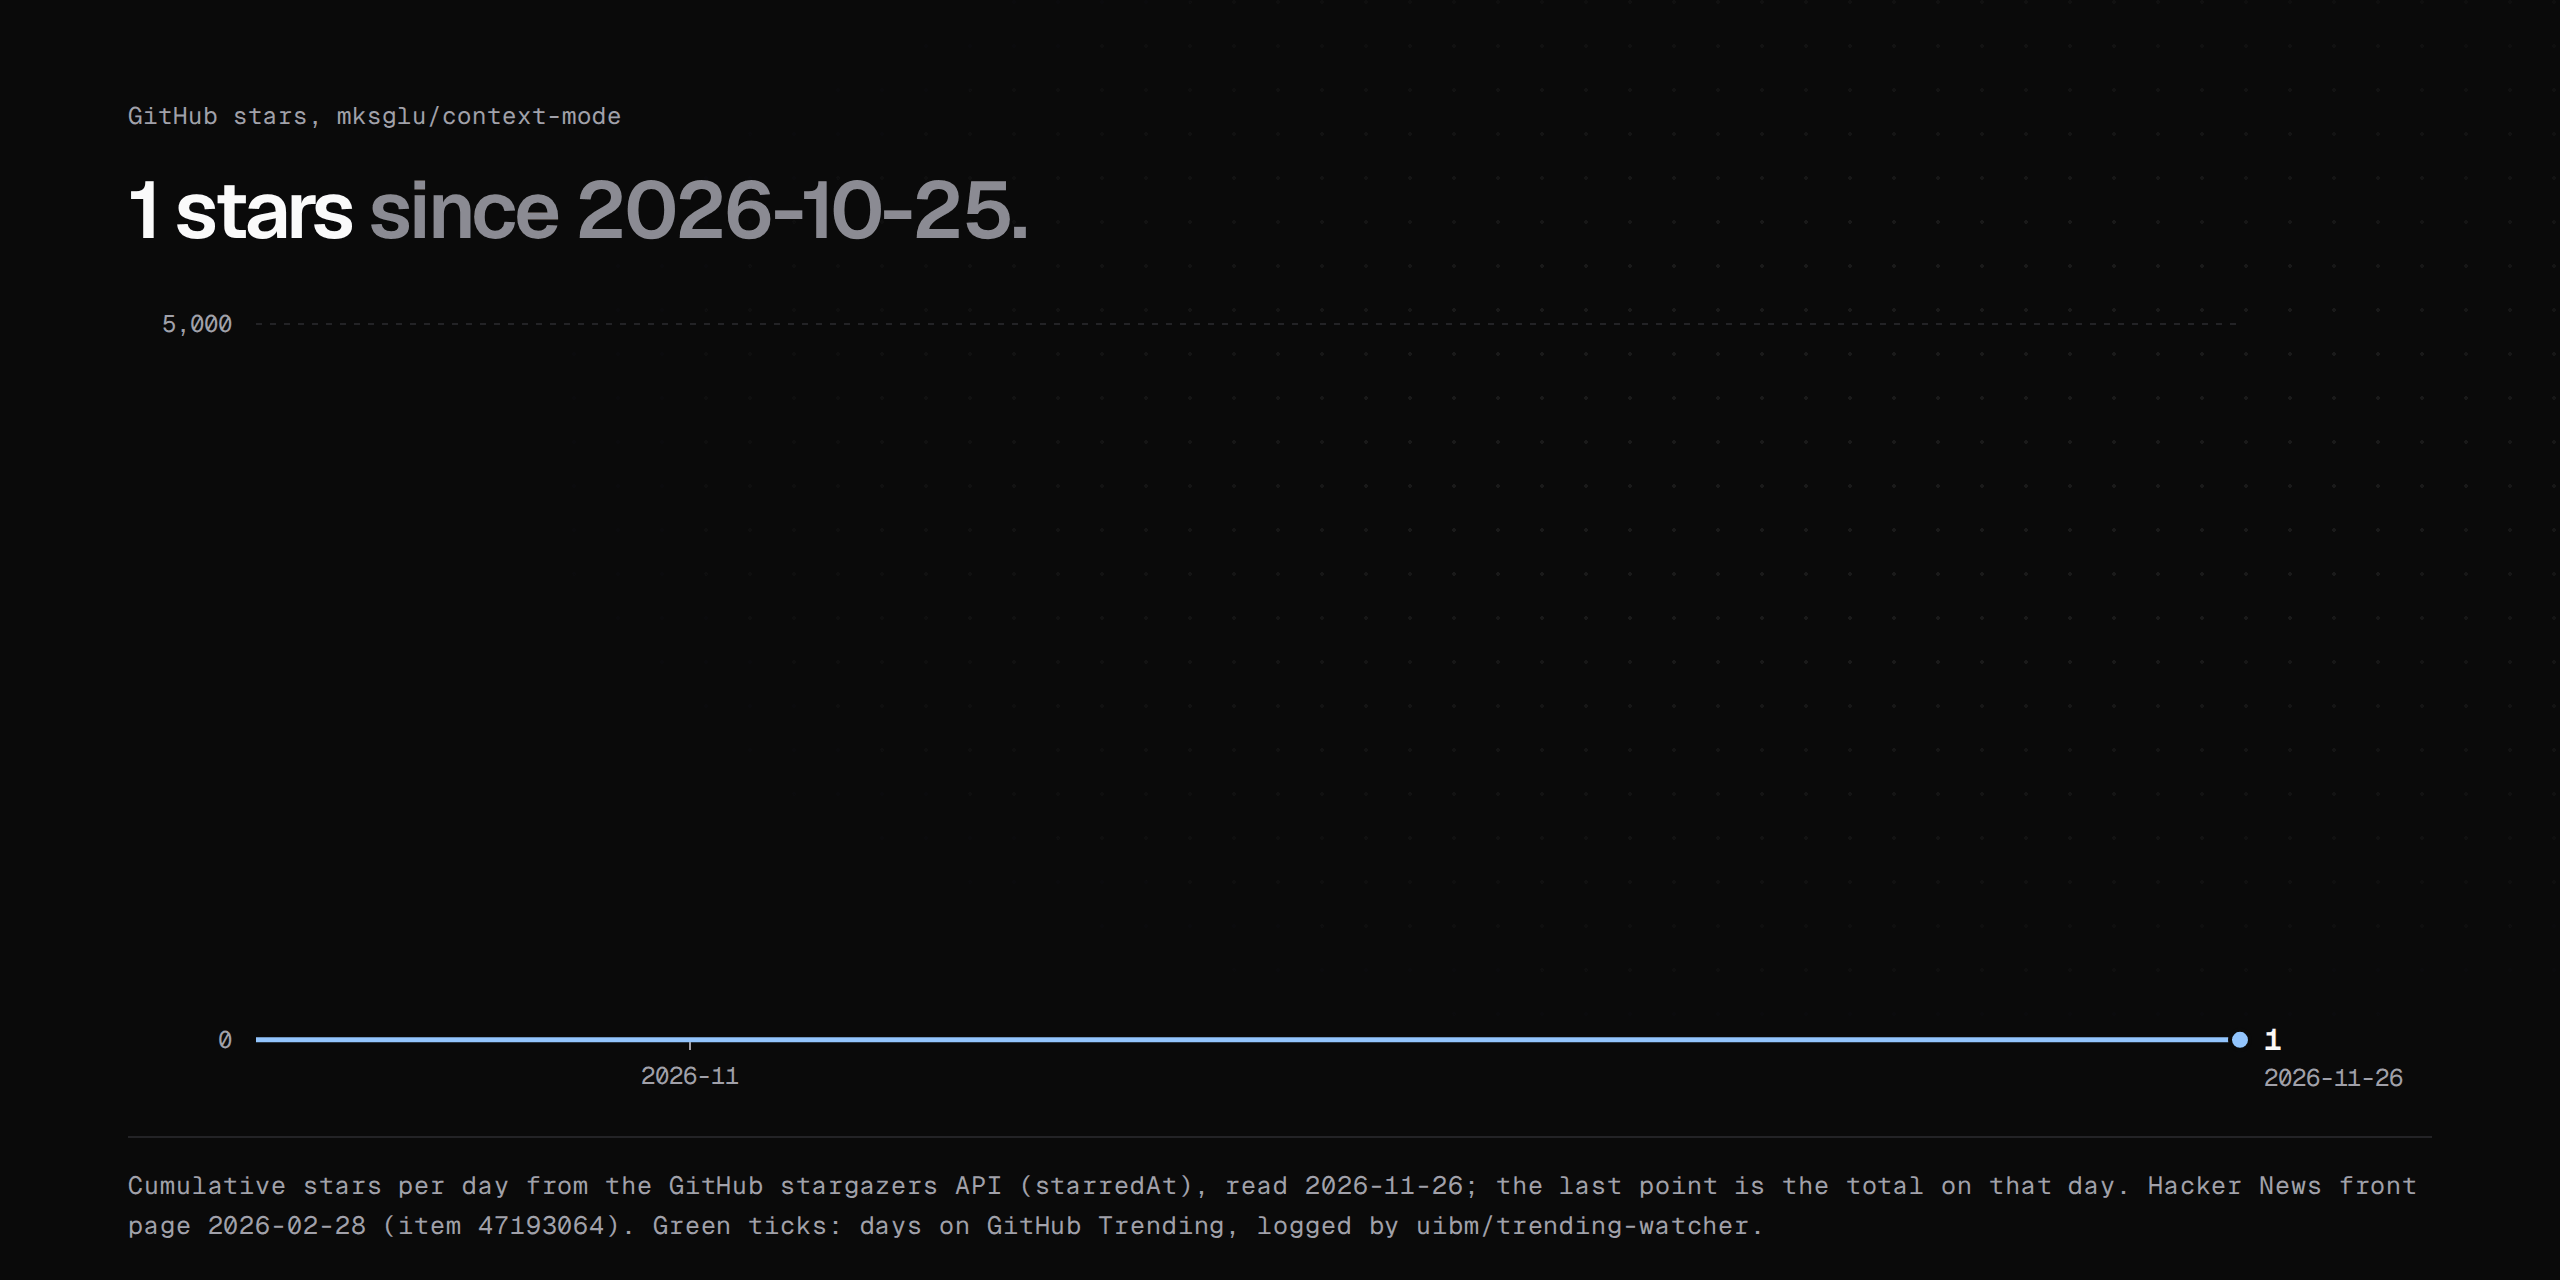 GitHub stars, mksglu/context-mode
1 stars since 2026-10-25.
5,000
0
1
2026-11
2026-11-26
Cumulative stars per day from the GitHub stargazers API (starredAt), read 2026-11-26; the last point is the total on that day. Hacker News front
page 2026-02-28 (item 47193064). Green ticks: days on GitHub Trending, logged by uibm/trending-watcher.